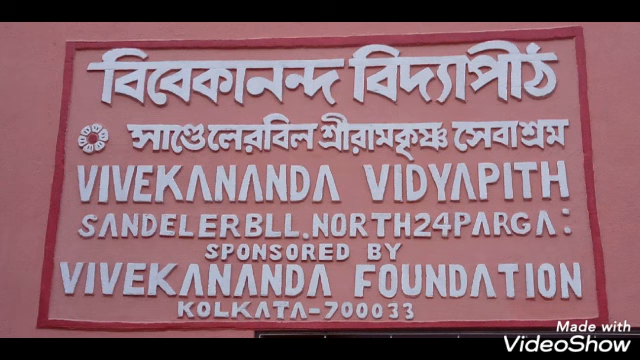 বিবেকানন্দ বিদ্যাপীঠ
সাণ্ডেলেরবিল শ্রীরামকৃষ্ণ সেবাশ্রম
VIVEKANANDA VIDYAPITH
SANDELERBLL.NORTH24PARGA:
SPONSORED BY
VIVEKANANDA FOUNDATION
KOLKATA-700033
Made with
VideoShow